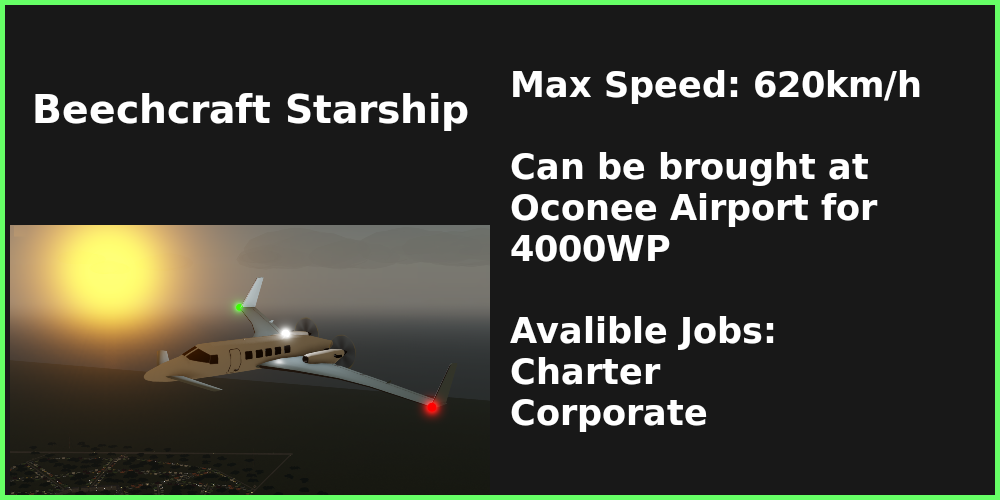 Beechcraft Starship
Max Speed: 620km/h
Can be brought at
Oconee Airport for
4000WP
Avalible Jobs:
Charter
Corporate